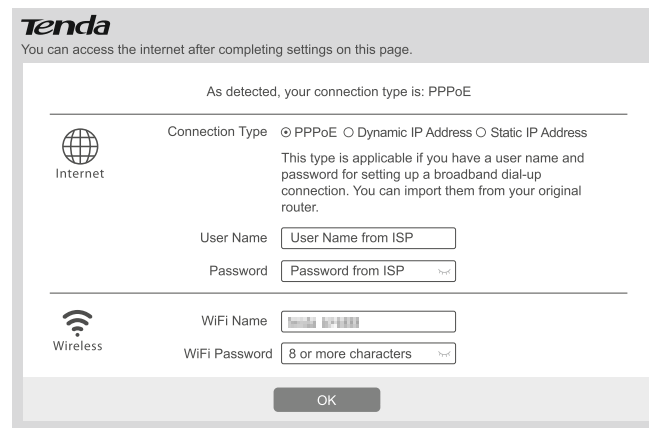 Tenda
You can access the internet after completing settings on this page.
As detected, your connection type is: PPPoE
Internet
Connection Type PPPoE Dynamic IP Address Static IP Address
This type is applicable if you have a user name and
password for setting up a broadband dial-up
connection. You can import them from your original
router.
User Name User Name from ISP
Password Password from ISP
Wireless
WiFi Name
WiFi Password 8 or more characters
OK